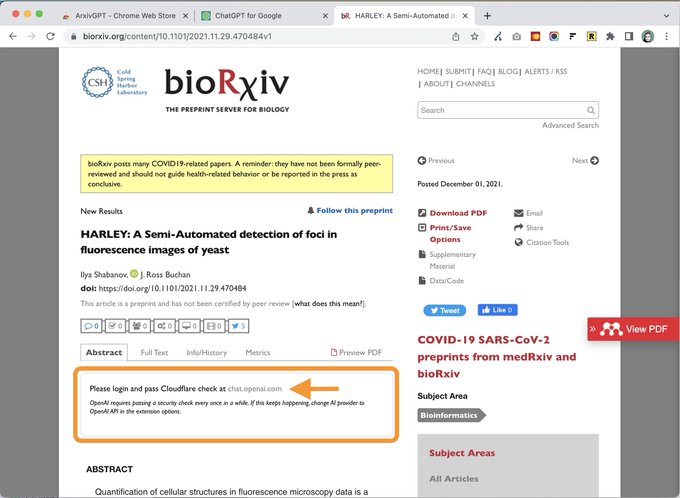 ArxivGPT - Chrome Web Store
ChatGPT for Google
bR HARLEY: A Semi-Automated de
biorxiv.org/content/10.1101/2021.11.29.470484v1
CSH
Cold
Spring
Harbor
Laboratory
bioRxiv
THE PREPRINT SERVER FOR BIOLOGY
HOME| SUBMIT| FAQ| BLOG| ALERTS / RSS
| ABOUT| CHANNELS
Search
Advanced Search
bioRxiv posts many COVID19-related papers. A reminder: they have not been formally peer-
reviewed and should not guide health-related behavior or be reported in the press as
conclusive.
Previous
Next
Posted December 01, 2021.
New Results
Follow this preprint
HARLEY: A Semi-Automated detection of foci in
fluorescence images of yeast
Ilya Shabanov, iD J. Ross Buchan
doi: https://doi.org/10.1101/2021.11.29.470484
This article is a preprint and has not been certified by peer review [what does this mean?].
0
0
0
0
0
0
5
Download PDF
Print/Save
Options
Supplementary
Material
Data/Code
Email
Share
Citation Tools
Tweet
Like 0
» View PDF
Abstract
Full Text
Info/History
Metrics
Preview PDF
Please login and pass Cloudflare check at chat.openai.com
OpenAI requires passing a security check every once in a while. If this keeps happening, change AI provider to
OpenAI API in the extension options.
COVID-19 SARS-CoV-2
preprints from medRxiv and
bioRxiv
Subject Area
Bioinformatics
Subject Areas
All Articles
ABSTRACT
Quantification of cellular structures in fluorescence microscopy data is a